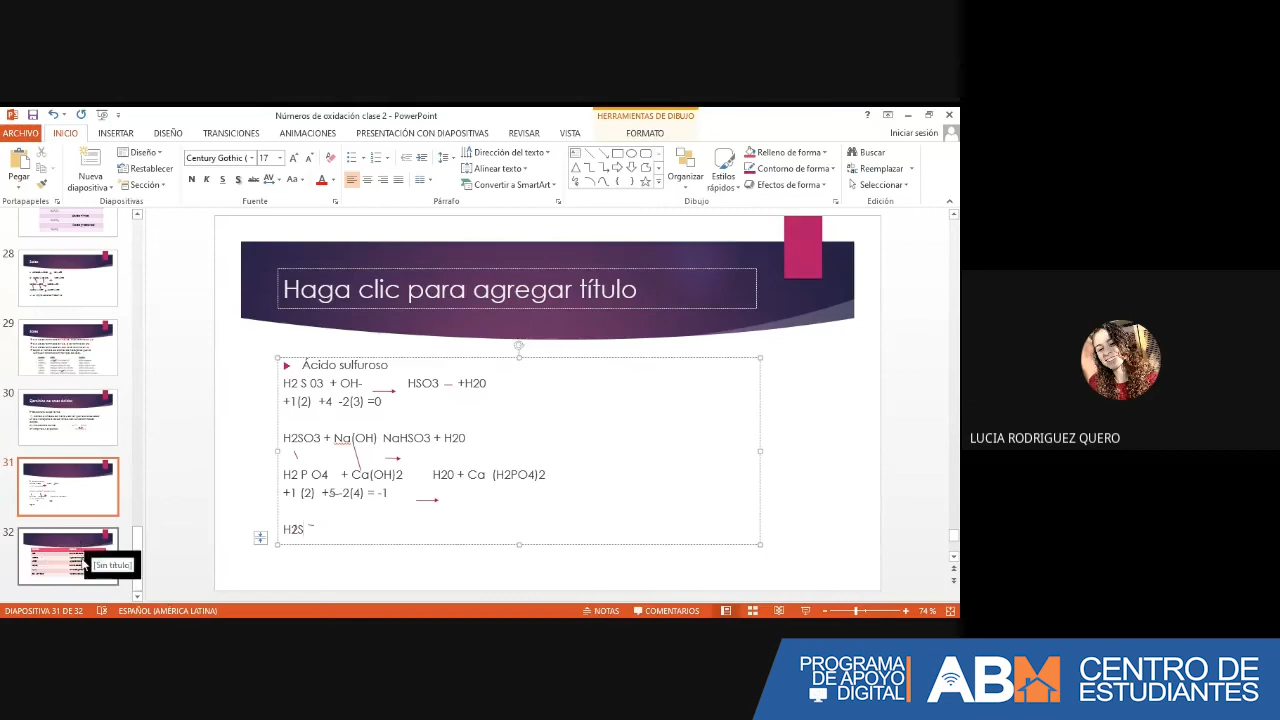 Números de oxidación clase 2 - PowerPoint
HERRAMIENTAS DE DIBUJO
ARCHIVO INICIO INSERTAR DISEÑO TRANSICIONES ANIMACIONES PRESENTACIÓN CON DIAPOSITIVAS REVISAR VISTA FORMATO Iniciar sesión
Pegar
Nueva diapositiva
Diseño
Restablecer
Sección
Century Gothic ( 17
N K S S abc AV Aa A
Dirección del texto
Alinear texto
Convertir a SmartArt
Organizar
Estilos rápidos
Relleno de forma
Contorno de forma
Efectos de forma
Buscar
Reemplazar
Seleccionar
Portapapeles Diapositivas Fuente Párrafo Dibujo Edición
28
29
30
31
32
[Sin título]
Haga clic para agregar título
Ácido sulfuroso
H2 S 03 + OH- HSO3 — +H20
+1(2) +4 -2(3) =0
H2SO3 + Na(OH) NaHSO3 + H20
H2 P O4 + Ca(OH)2 H20 + Ca (H2PO4)2
+1 (2) +5--2(4) = -1
H2S
DIAPOSITIVA 31 DE 32 ESPAÑOL (AMÉRICA LATINA) NOTAS COMENTARIOS 74 %
LUCIA RODRIGUEZ QUERO
PROGRAMA DE APOYO DIGITAL
ABM
CENTRO DE ESTUDIANTES